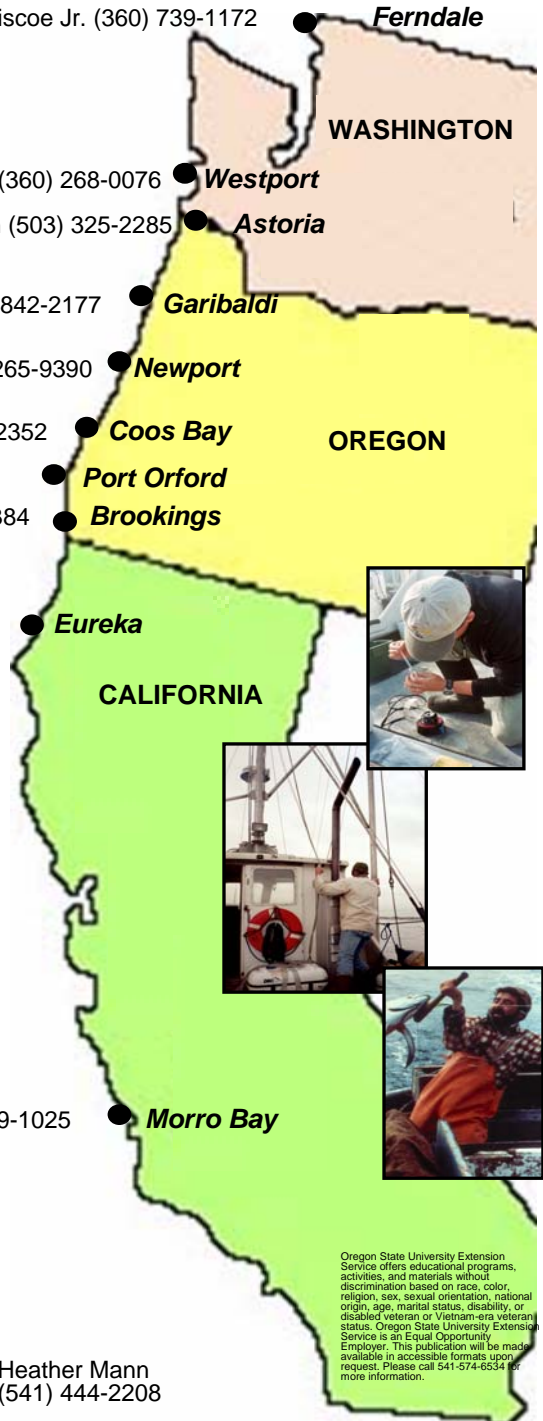 iscoe Jr. (360) 739-1172 Ferndale
WASHINGTON
(360) 268-0076 Westport
(503) 325-2285 Astoria
842-2177 Garibaldi
265-9390 Newport
2352 Coos Bay
OREGON
Port Orford
384 Brookings
Eureka
CALIFORNIA
9-1025 Morro Bay
Oregon State University Extension
Service offers educational programs,
activities, and materials without
discrimination based on race, color,
religion, sex, sexual orientation, national
origin, age, marital status, disability, or
disabled veteran or Vietnam-era veteran
status. Oregon State University Extension
Service is an Equal Opportunity
Employer. This publication will be made
available in accessible formats upon
request. Please call 541-574-6534 for
more information.
Heather Mann
(541) 444-2208